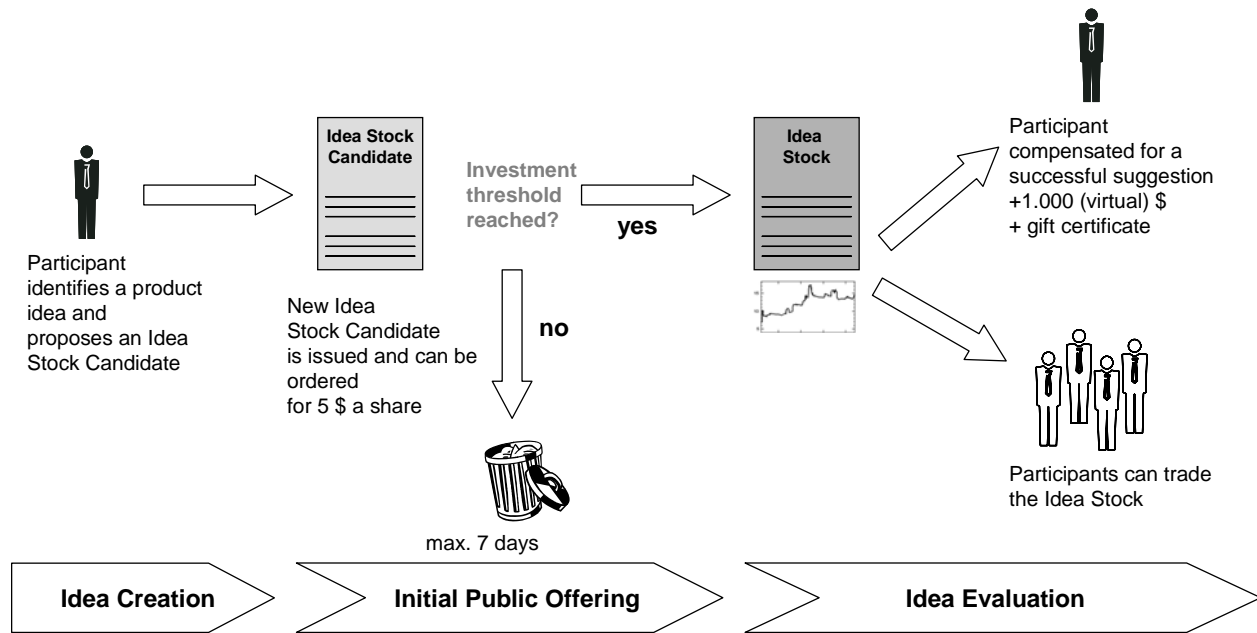 Participant
identifies a product
idea and
proposes an Idea
Stock Candidate
Idea Stock
Candidate
New Idea
Stock Candidate
is issued and can be
ordered
for 5 $ a share
Investment
threshold
reached?
yes
no
max. 7 days
Idea
Stock
Participant
compensated for a
successful suggestion
+1.000 (virtual) $
+ gift certificate
Participants can trade
the Idea Stock
Idea Creation
Initial Public Offering
Idea Evaluation